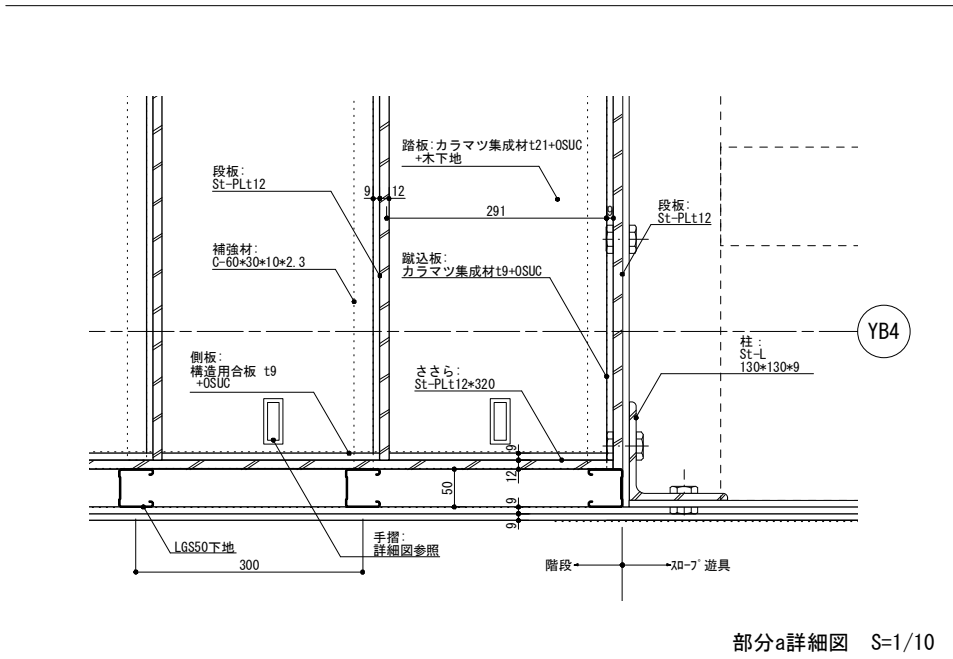 段板:
St-PLt12
踏板:カラマツ集成材t21+OSUC
+木下地
9
12
291
9
段板:
St-PLt12
補強材:
C-60*30*10*2.3
蹴込板:
カラマツ集成材t9+OSUC
YB4
柱:
St-L
130*130*9
側板:
構造用合板 t9
+OSUC
ささら:
St-PLt12*320
9
12
50
9
9
LGS50下地
300
手摺:
詳細図参照
階段
スロープ遊具
部分a詳細図 S=1/10